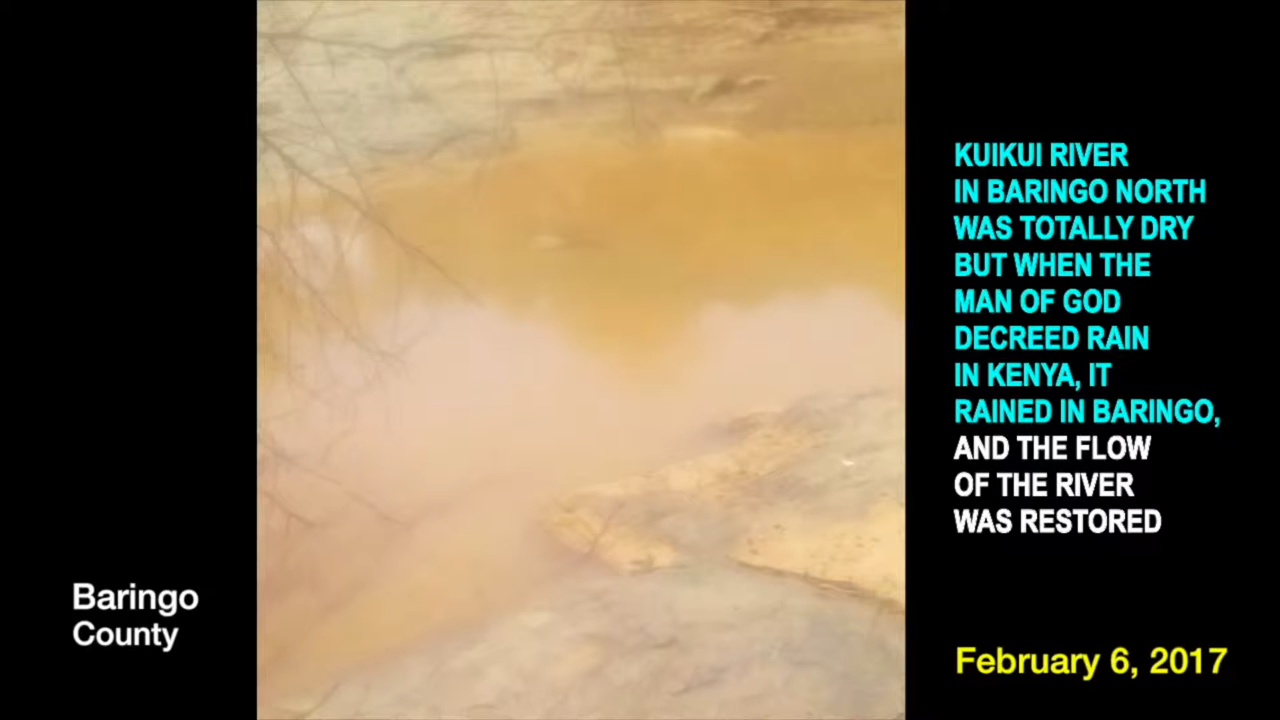 KUIKUI RIVER
IN BARINGO NORTH
WAS TOTALLY DRY
BUT WHEN THE
MAN OF GOD
DECREED RAIN
IN KENYA, IT
RAINED IN BARINGO,
AND THE FLOW
OF THE RIVER
WAS RESTORED
Baringo
County
February 6, 2017